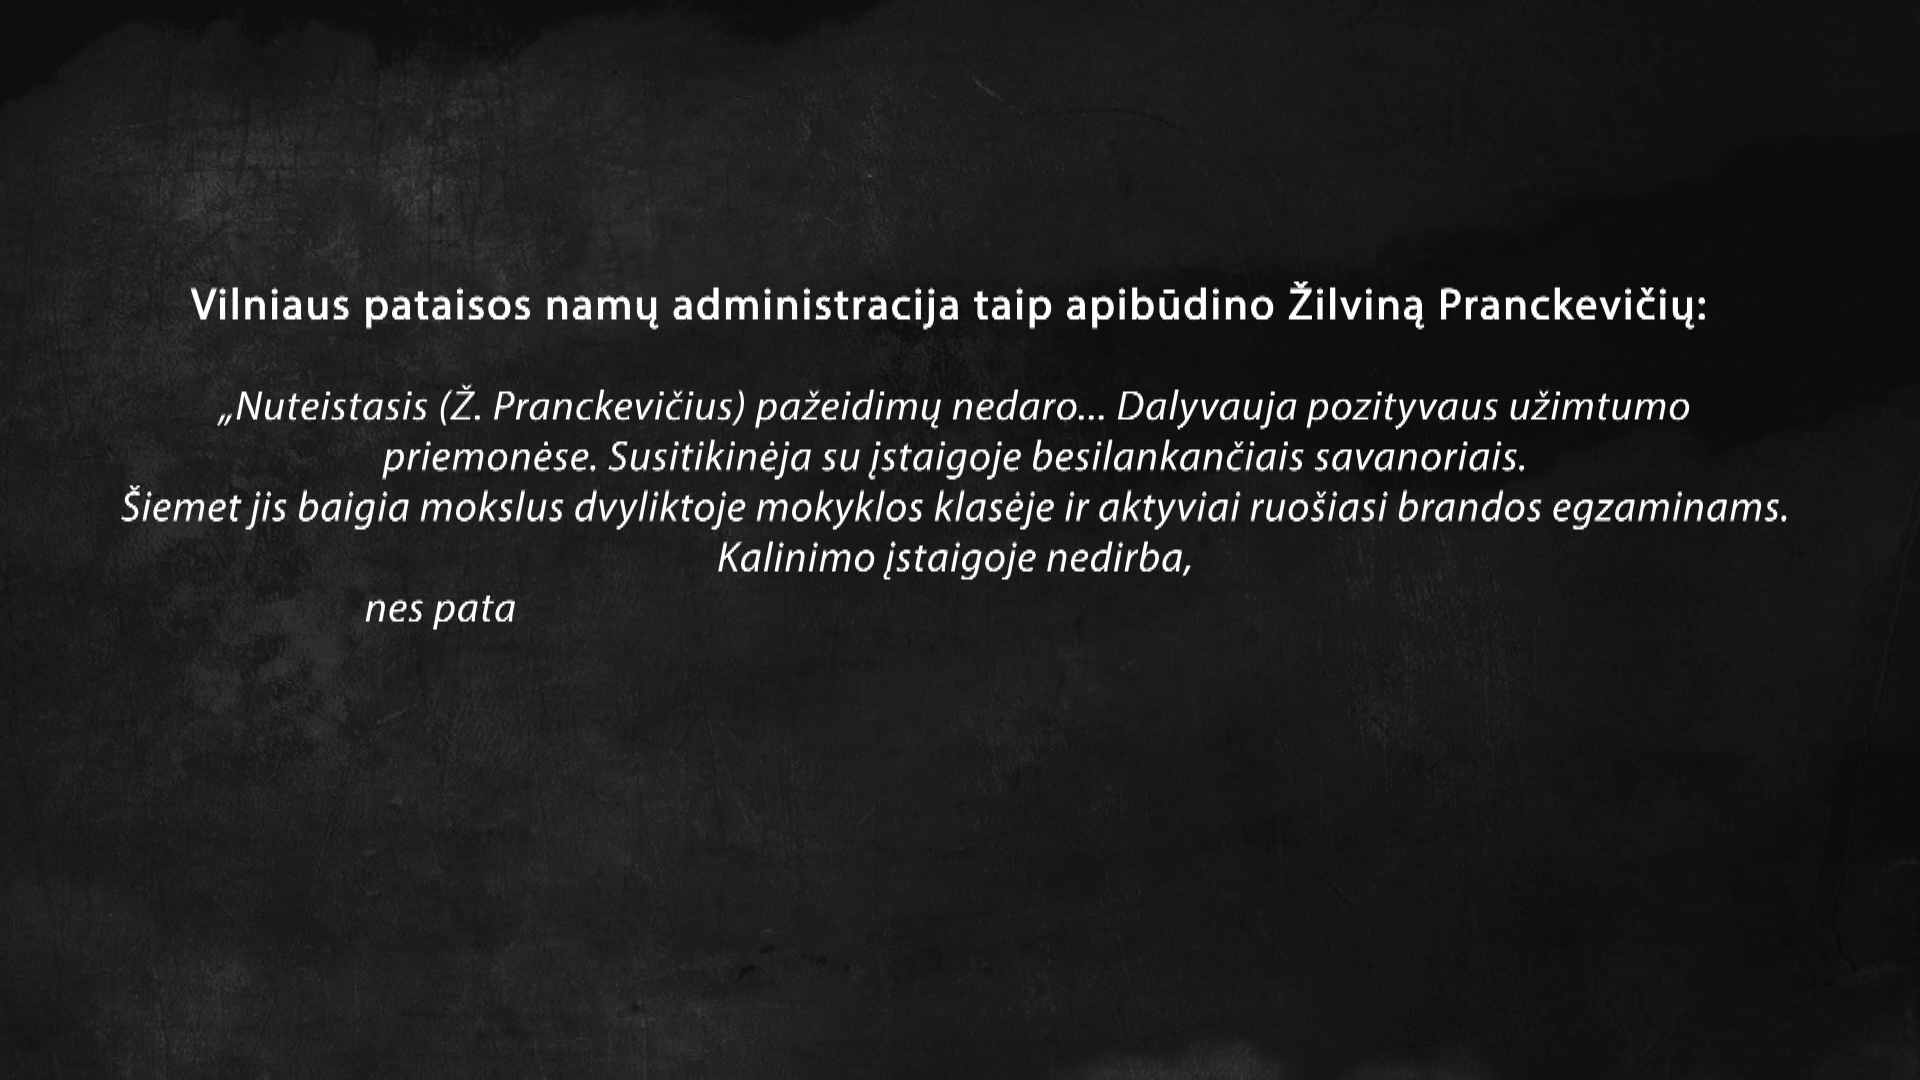 Vilniaus pataisos namų administracija taip apibūdino Žilviną Pranckevičių:
„Nuteistasis (Ž. Pranckevičius) pažeidimų nedaro... Dalyvauja pozityvaus užimtumo
priemonėse. Susitikinėja su įstaigoje besilankančiais savanoriais.
Šiemet jis baigia mokslus dvyliktoje mokyklos klasėje ir aktyviai ruošiasi brandos egzaminams.
Kalinimo įstaigoje nedirba,
nes pata